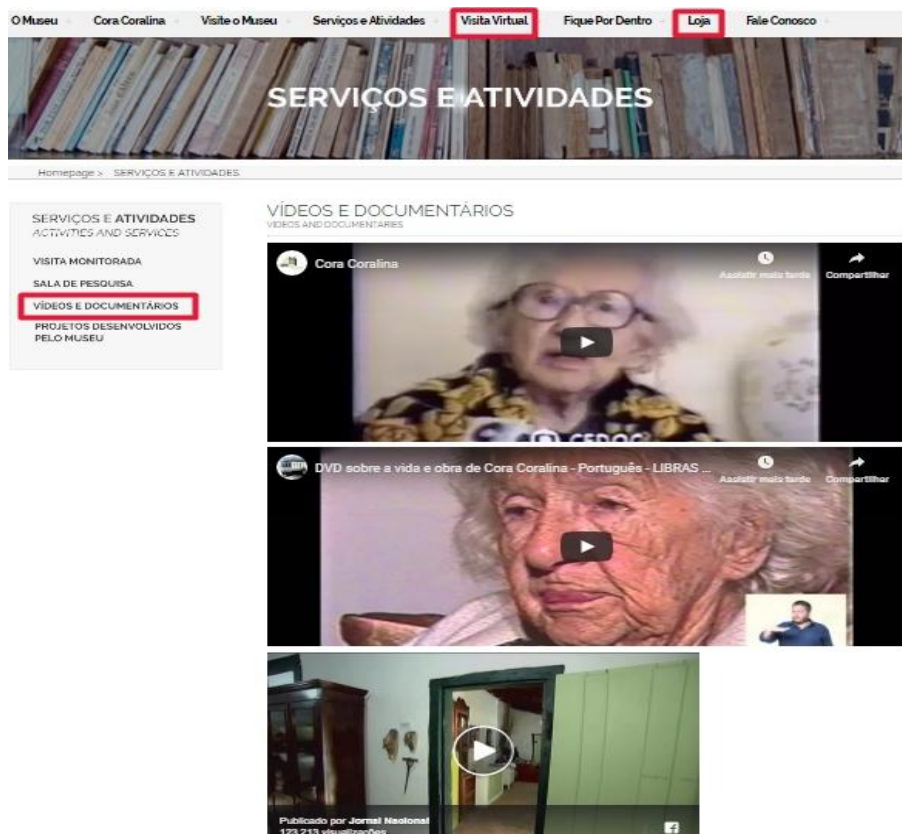 O Museu Cora Coralina Visite o Museu Serviços e Atividades Visita Virtual Fique Por Dentro Loja Fale Conosco
SERVIÇOS E ATIVIDADES
Homepage > SERVIÇOS E ATIVIDADES
SERVIÇOS E ATIVIDADES
ACTIVITIES AND SERVICES
VISITA MONITORADA
SALA DE PESQUISA
VÍDEOS E DOCUMENTÁRIOS
PROJETOS DESENVOLVIDOS
PELO MUSEU
VÍDEOS E DOCUMENTÁRIOS
VIDEOS AND DOCUMENTARIES
Cora Coralina
Assistir mais tarde Compartilhar
CEDOC
DVD sobre a vida e obra de Cora Coralina - Português - LIBRAS ...
Assistir mais tarde Compartilhar
Publicado por Jornal Nacional
123.213 visualizações